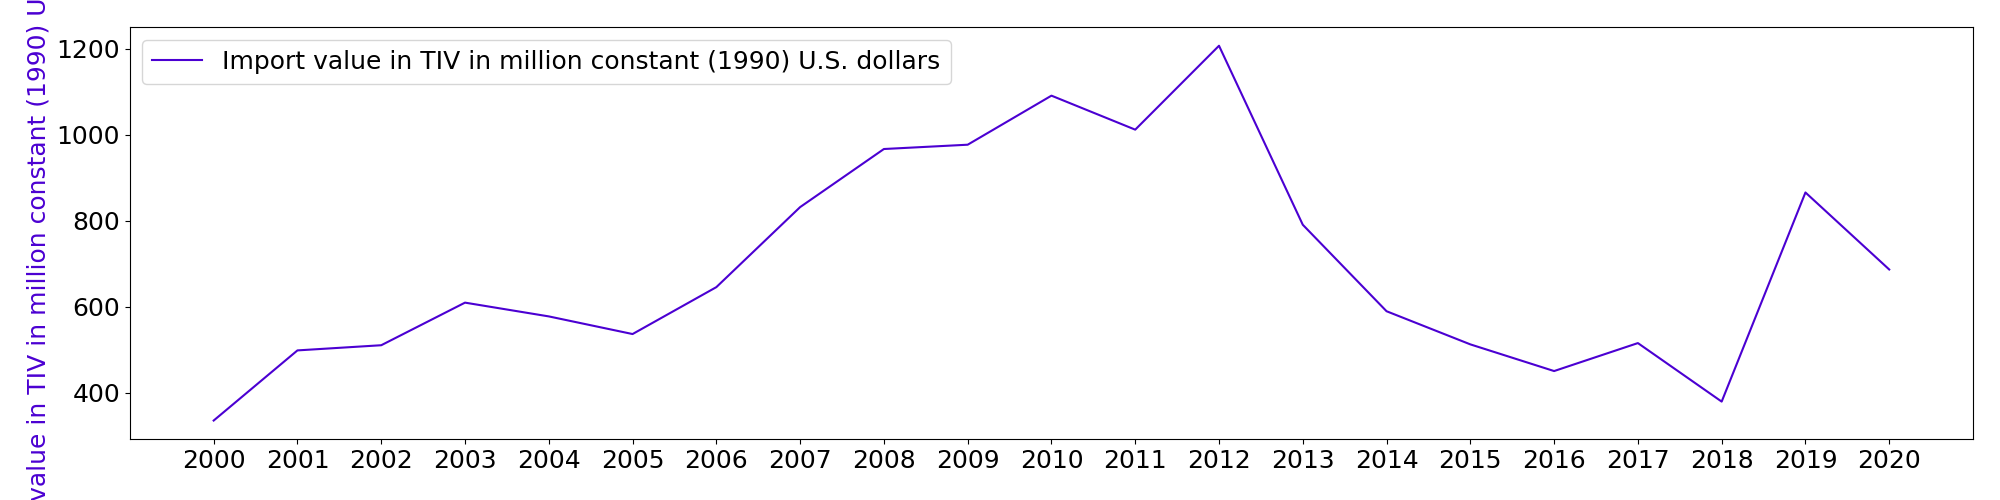 Import value in TIV in million constant (1990) U.S. dollars
value in TIV in million constant (1990) U
1200
1000
800
600
400
2000 2001 2002 2003 2004 2005 2006 2007 2008 2009 2010 2011 2012 2013 2014 2015 2016 2017 2018 2019 2020